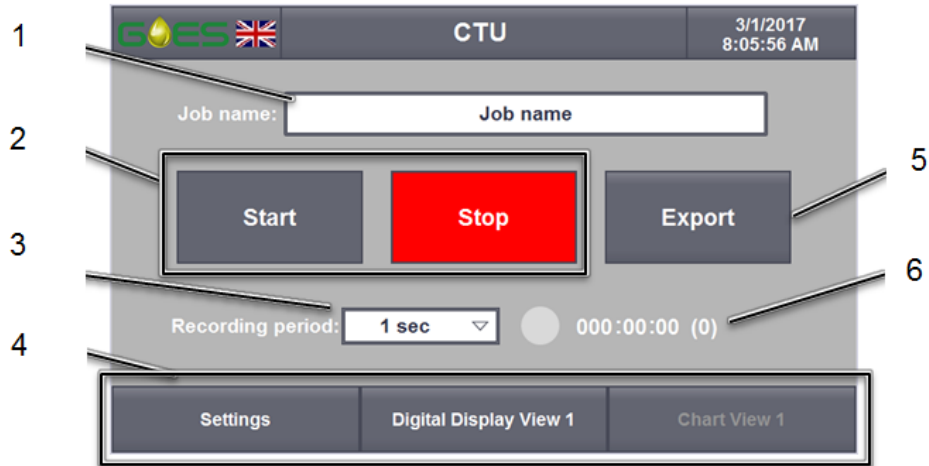 1
GOES
CTU
3/1/2017
8:05:56 AM
Job name:
Job name
2
Start
Stop
Export
5
3
Recording period:
1 sec
000:00:00 (0)
6
4
Settings
Digital Display View 1
Chart View 1